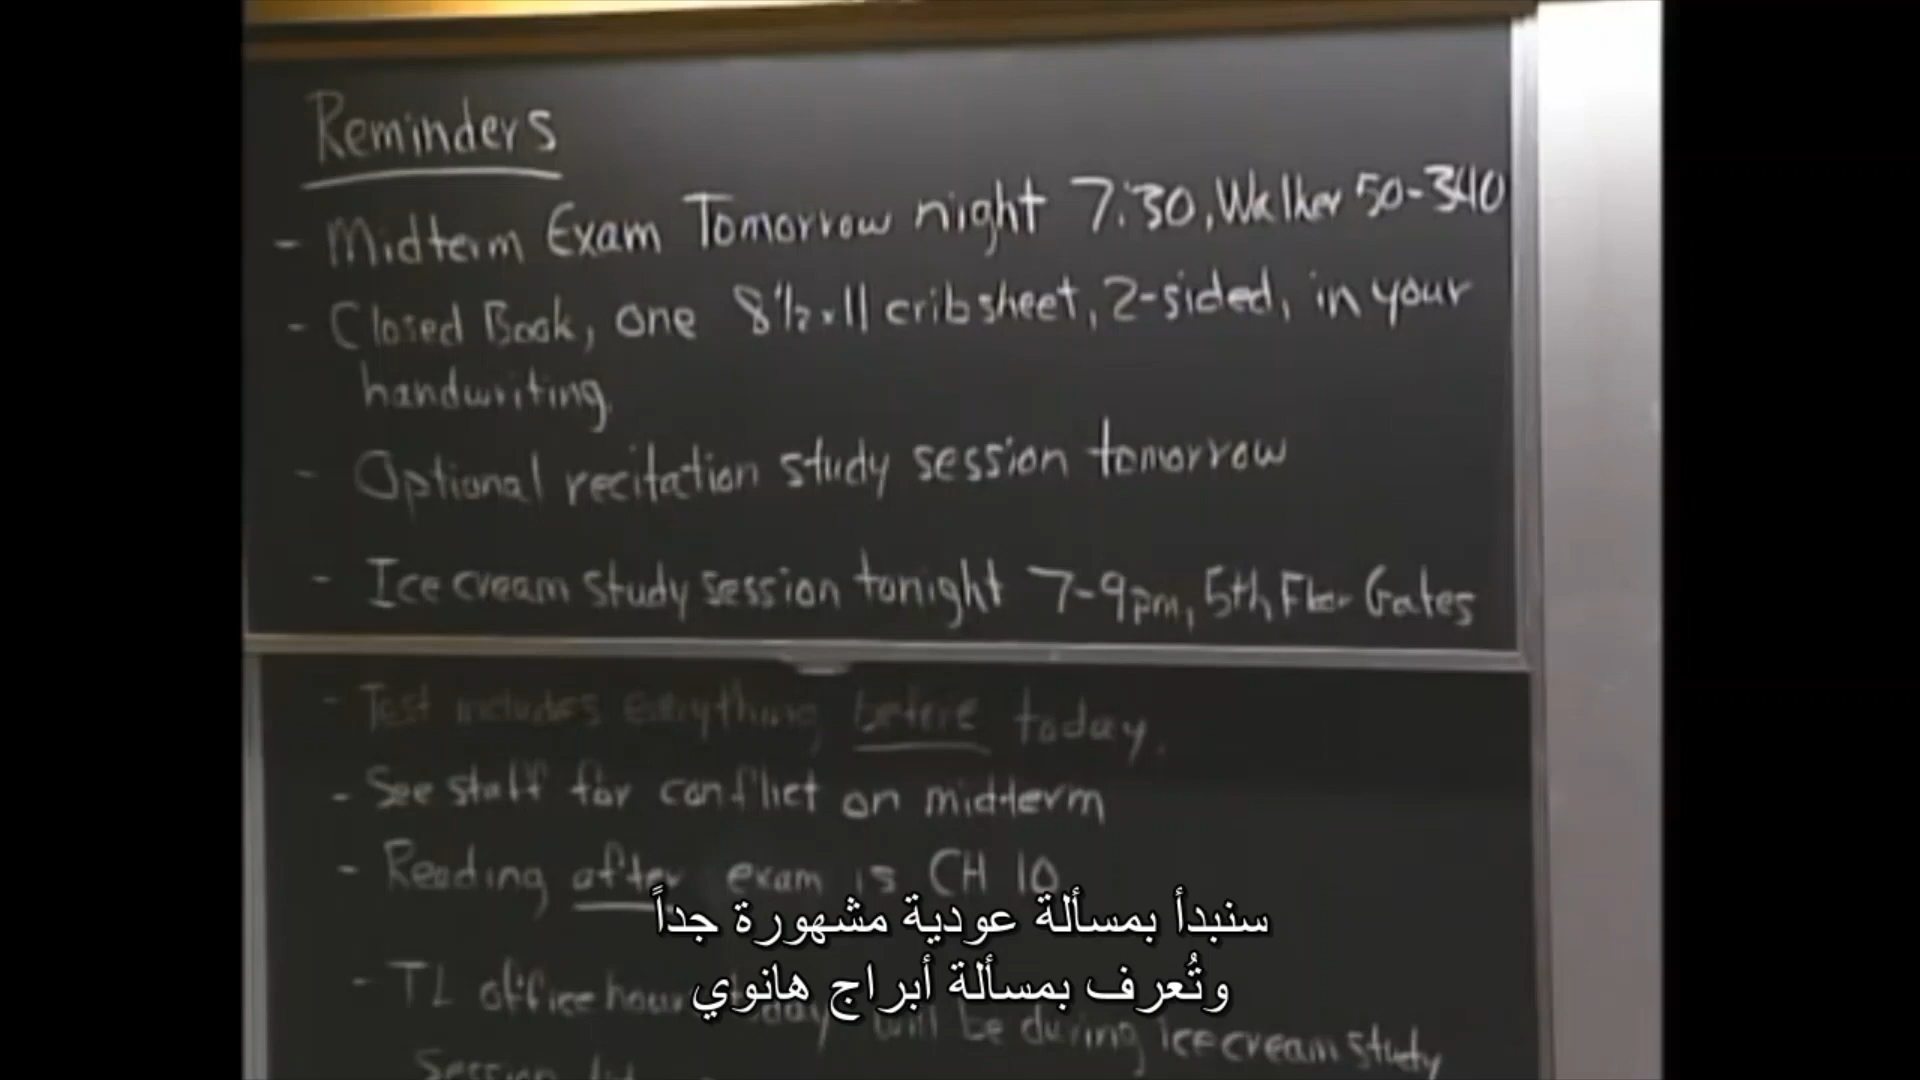 Reminders
- Midterm Exam Tomorrow night 7:30, Walker 50-340
- Closed Book, one 8½x11 crib sheet, 2-sided, in your
handwriting.
- Optional recitation study session tomorrow
- Ice cream study session tonight 7-9pm, 5th Floor Gates
- Test includes everything before today.
- See staff for conflict on midterm
- Reading after exam is CH 10
سنبدأ بمسألة عودية مشهورة جداً
وتُعرف بمسألة أبراج هانوي
- TL office hours today will be during ice cream study
Session